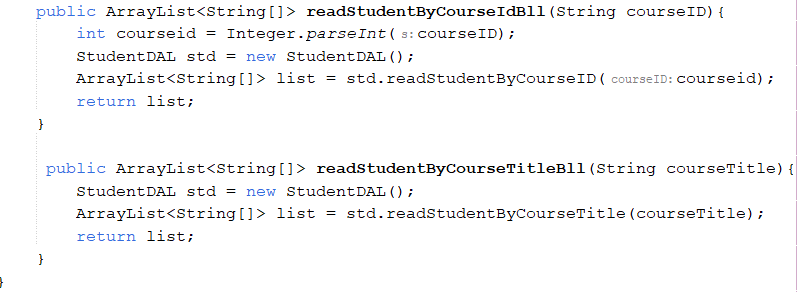 public ArrayList<String[]> readStudentByCourseIdBll(String courseID){
int courseid = Integer.parseInt( s: courseID);
StudentDAL std = new StudentDAL();
ArrayList<String[]> list = std.readStudentByCourseID( courseID: courseid);
return list;
}
public ArrayList<String[]> readStudentByCourseTitleBll(String courseTitle){
StudentDAL std = new StudentDAL();
ArrayList<String[]> list = std.readStudentByCourseTitle(courseTitle);
return list;
}
}